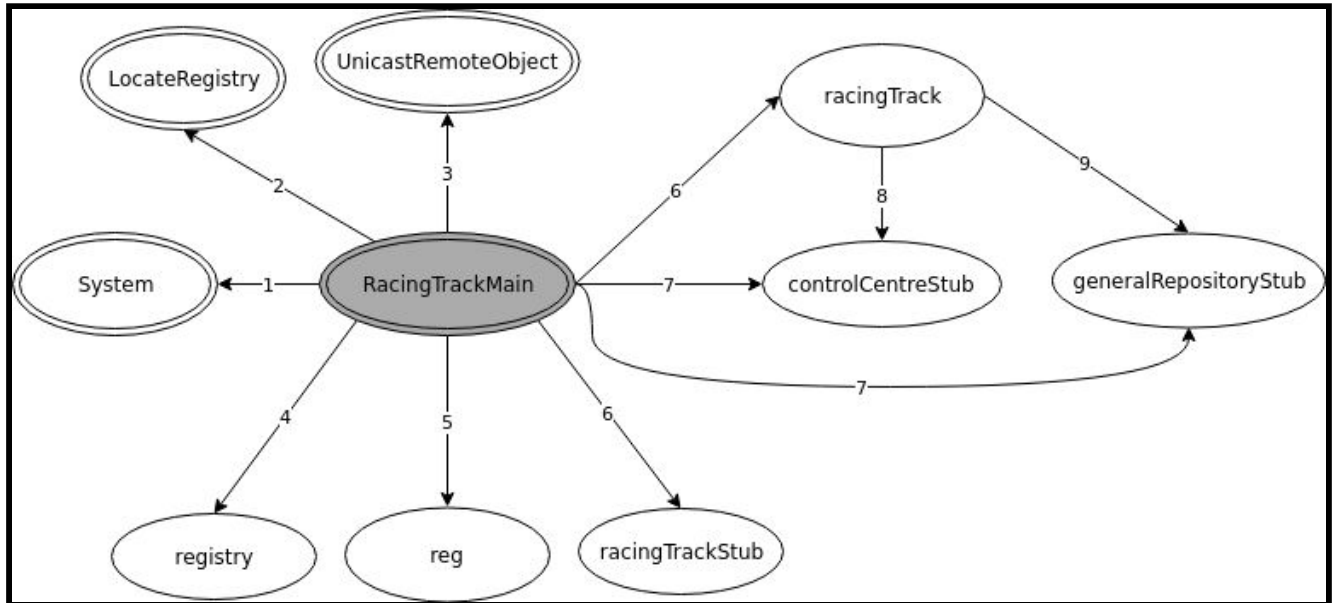 LocateRegistry
UnicastRemoteObject
racingTrack
2
3
6
8
9
System
1
RacingTrackMain
7
controlCentreStub
generalRepositoryStub
7
4
5
6
registry
reg
racingTrackStub